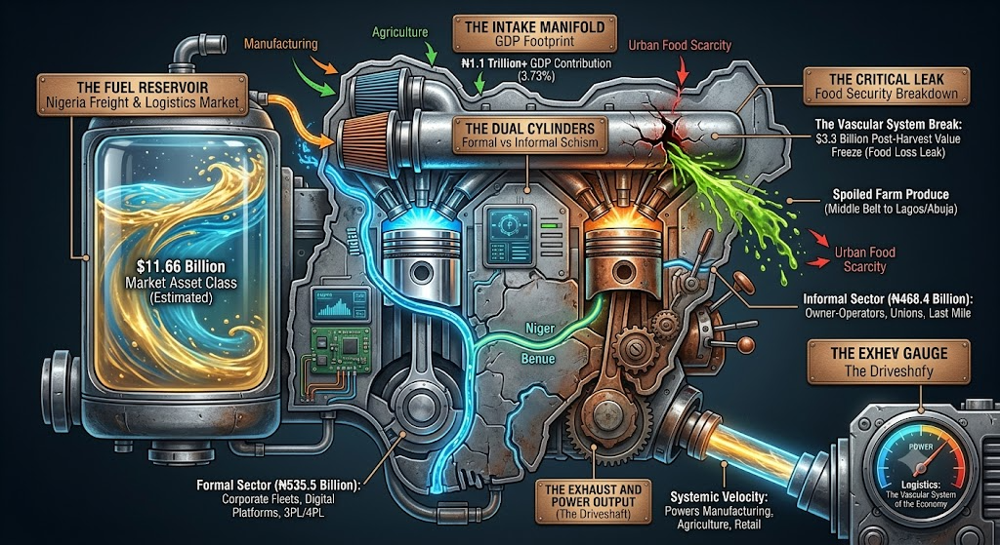 THE INTAKE MANIFOLD
GDP Footprint
Manufacturing
Agriculture
₦1.1 Trillion+ GDP Contribution
(3.73%)
Urban Food Scarcity
THE FUEL RESERVOIR
Nigeria Freight & Logistics Market
THE CRITICAL LEAK
Food Security Breakdown
THE DUAL CYLINDERS
Formal vs Informal Schism
The Vascular System Break:
$3.3 Billion Post-Harvest Value
Freeze (Food Loss Leak)
Spoiled Farm Produce
(Middle Belt to Lagos/Abuja)
Urban Food
Scarcity
$11.66 Billion
Market Asset Class
(Estimated)
Informal Sector (₦468.4 Billion):
Owner-Operators, Unions, Last Mile
Niger
Benue
THE EXHEY GAUGE
The Driveshafy
POWER
Logistics:
The Vascular System
of the Economy
Formal Sector (₦535.5 Billion):
Corporate Fleets, Digital
Platforms, 3PL/4PL
THE EXHAUST AND
POWER OUTPUT
(The Driveshaft)
Systemic Velocity:
Powers Manufacturing,
Agriculture, Retail